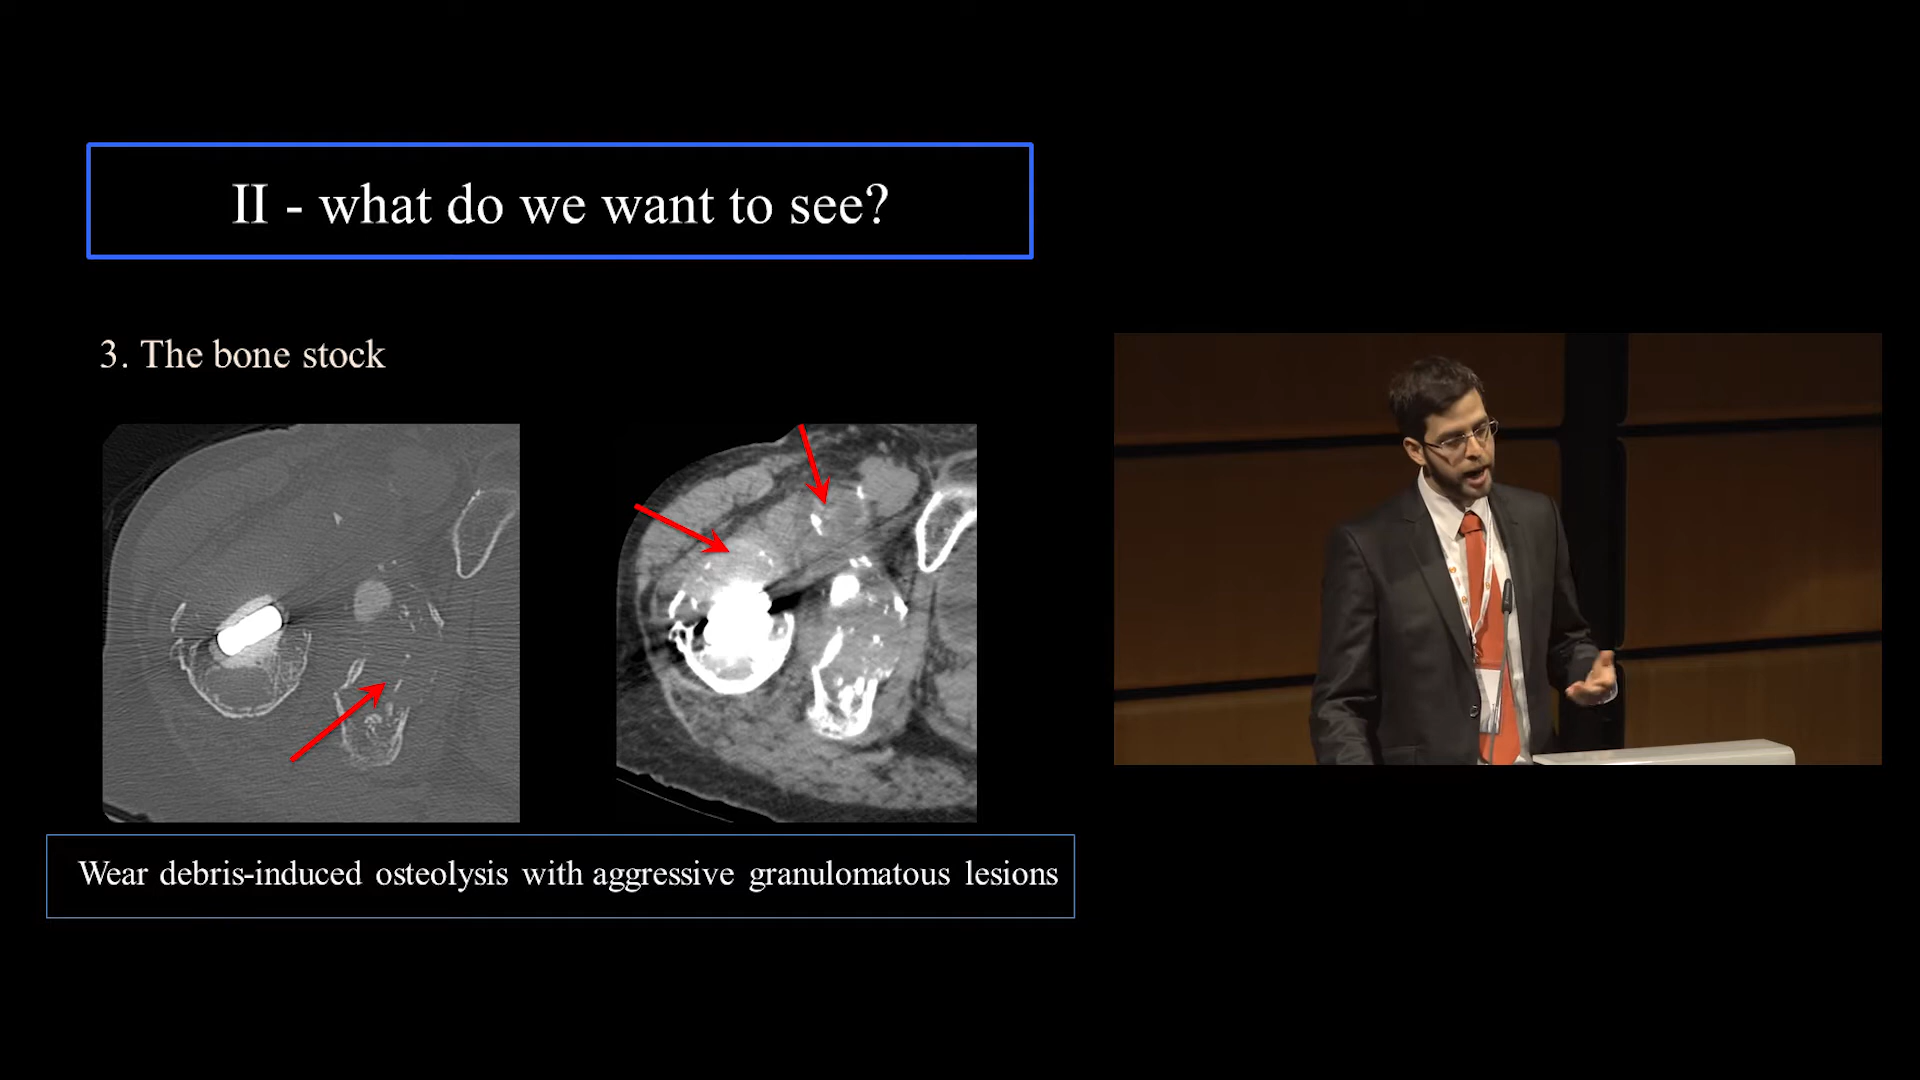 II - what do we want to see?
3. The bone stock
Wear debris-induced osteolysis with aggressive granulomatous lesions